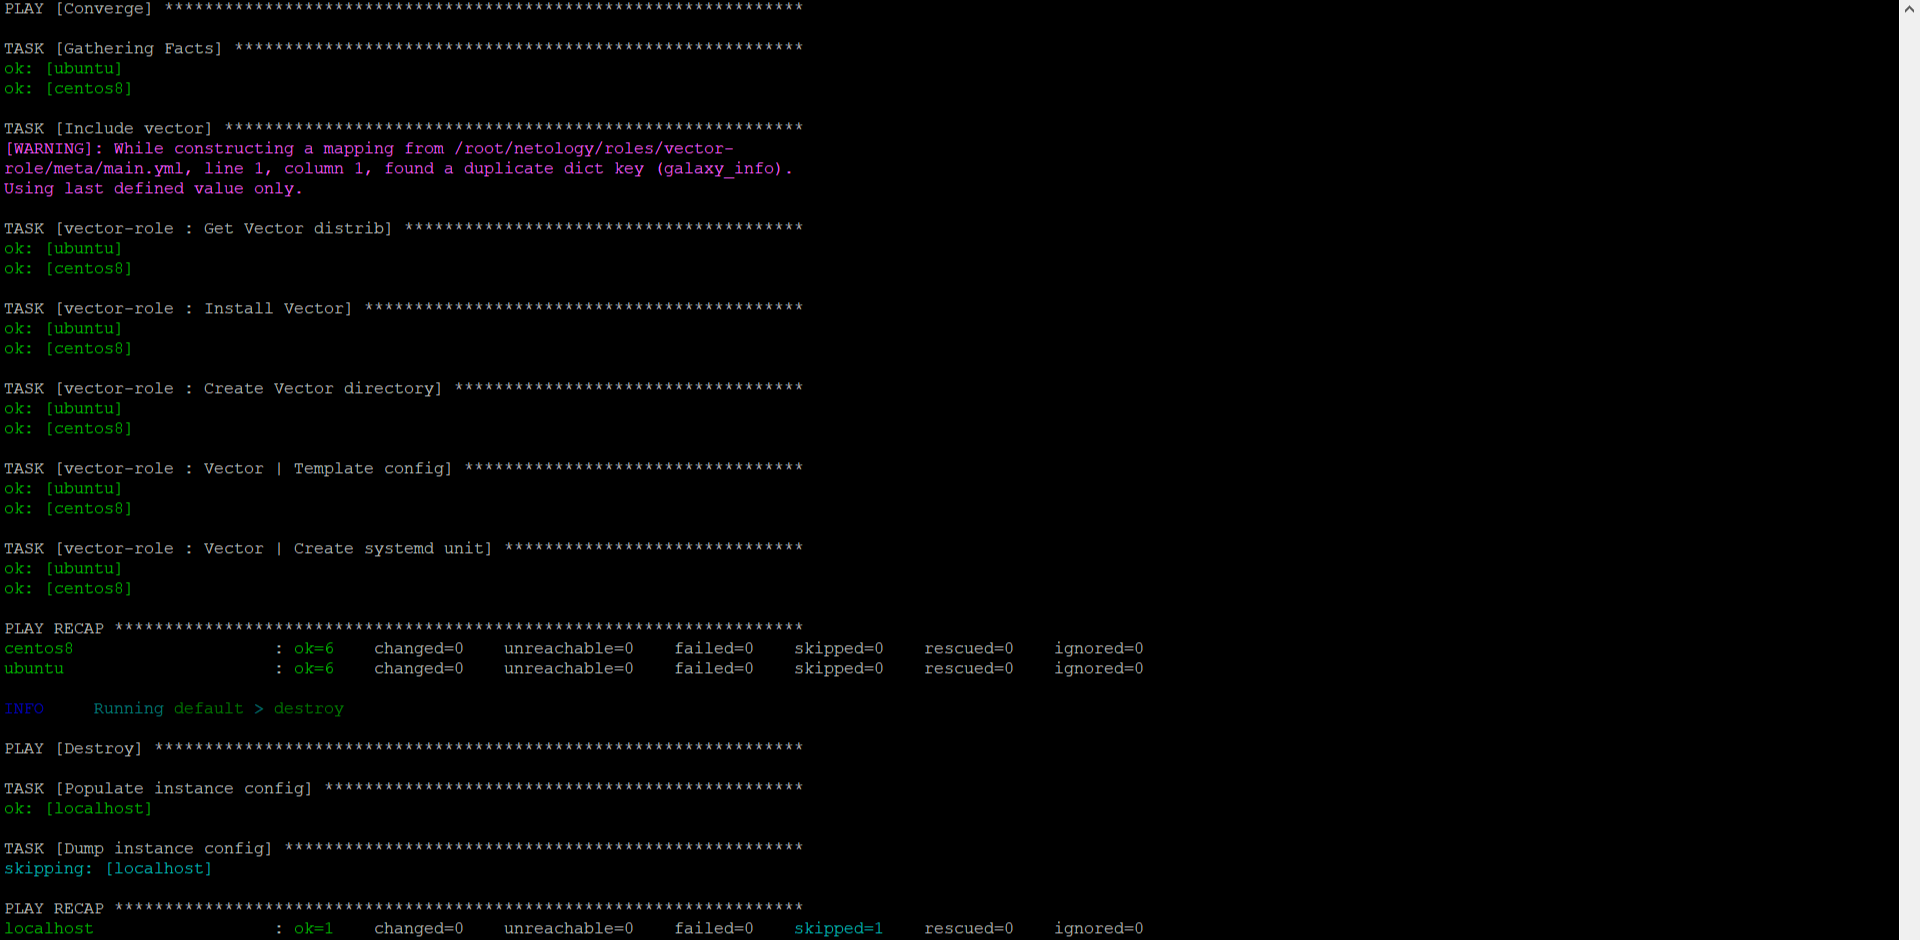 PLAY [Converge] ****************************************************************

TASK [Gathering Facts] *********************************************************
ok: [ubuntu]
ok: [centos8]

TASK [Include vector] **********************************************************
[WARNING]: While constructing a mapping from /root/netology/roles/vector-
role/meta/main.yml, line 1, column 1, found a duplicate dict key (galaxy_info).
Using last defined value only.

TASK [vector-role : Get Vector distrib] ****************************************
ok: [ubuntu]
ok: [centos8]

TASK [vector-role : Install Vector] ********************************************
ok: [ubuntu]
ok: [centos8]

TASK [vector-role : Create Vector directory] ***********************************
ok: [ubuntu]
ok: [centos8]

TASK [vector-role : Vector | Template config] **********************************
ok: [ubuntu]
ok: [centos8]

TASK [vector-role : Vector | Create systemd unit] ******************************
ok: [ubuntu]
ok: [centos8]

PLAY RECAP *********************************************************************
centos8                    : ok=6    changed=0    unreachable=0    failed=0    skipped=0    rescued=0    ignored=0
ubuntu                     : ok=6    changed=0    unreachable=0    failed=0    skipped=0    rescued=0    ignored=0

INFO     Running default > destroy

PLAY [Destroy] *****************************************************************

TASK [Populate instance config] ************************************************
ok: [localhost]

TASK [Dump instance config] ****************************************************
skipping: [localhost]

PLAY RECAP *********************************************************************
localhost                  : ok=1    changed=0    unreachable=0    failed=0    skipped=1    rescued=0    ignored=0